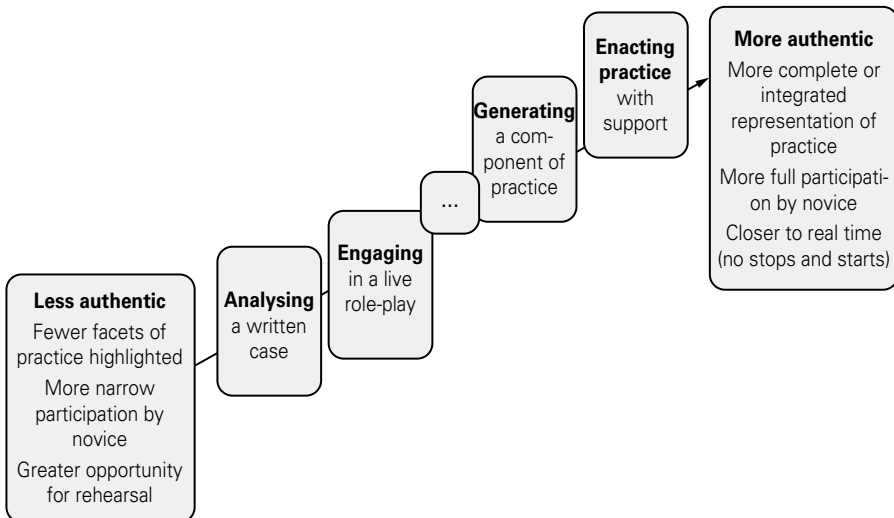 Less authentic
Fewer facets of
practice highlighted
More narrow
participation by
novice
Greater opportunity
for rehearsal
Analysing
a written
case
Engaging
in a live
role-play
...
Generating
a com-
ponent of
practice
Enacting
practice
with
support
More authentic
More complete or
integrated
representation of
practice
More full participati-
on by novice
Closer to real time
(no stops and starts)